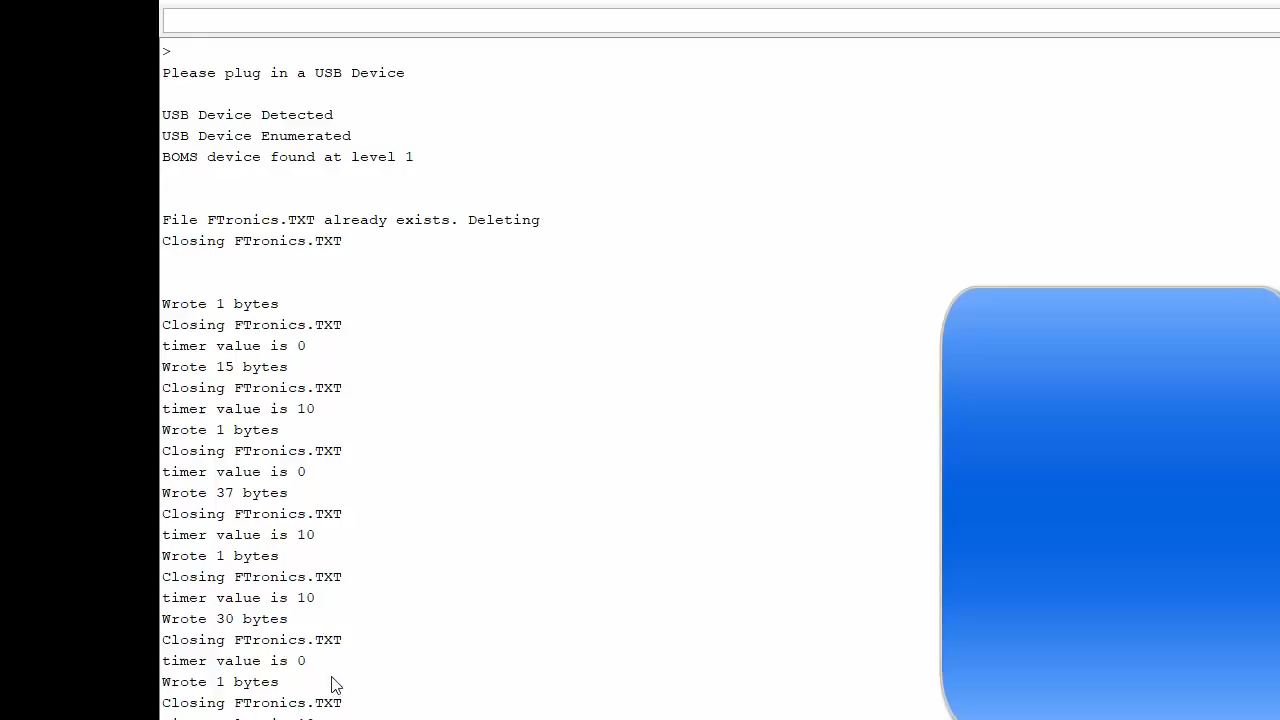 >
Please plug in a USB Device
USB Device Detected
USB Device Enumerated
BOMS device found at level 1
File FTronics.TXT already exists. Deleting
Closing FTronics.TXT
Wrote 1 bytes
Closing FTronics.TXT
timer value is 0
Wrote 15 bytes
Closing FTronics.TXT
timer value is 10
Wrote 1 bytes
Closing FTronics.TXT
timer value is 0
Wrote 37 bytes
Closing FTronics.TXT
timer value is 10
Wrote 1 bytes
Closing FTronics.TXT
timer value is 10
Wrote 30 bytes
Closing FTronics.TXT
timer value is 0
Wrote 1 bytes
Closing FTronics.TXT